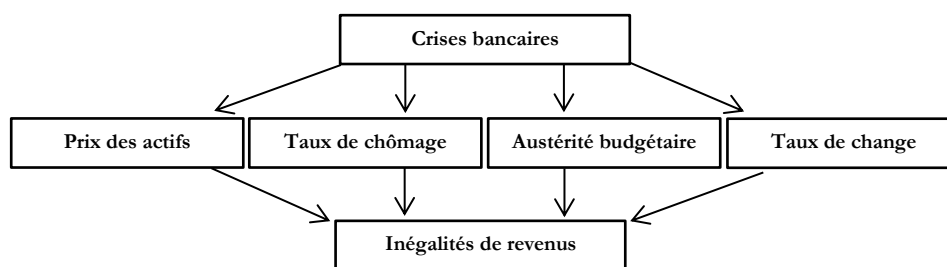 Crises bancaires
Prix des actifs
Taux de chômage
Austérité budgétaire
Taux de change
Inégalités de revenus